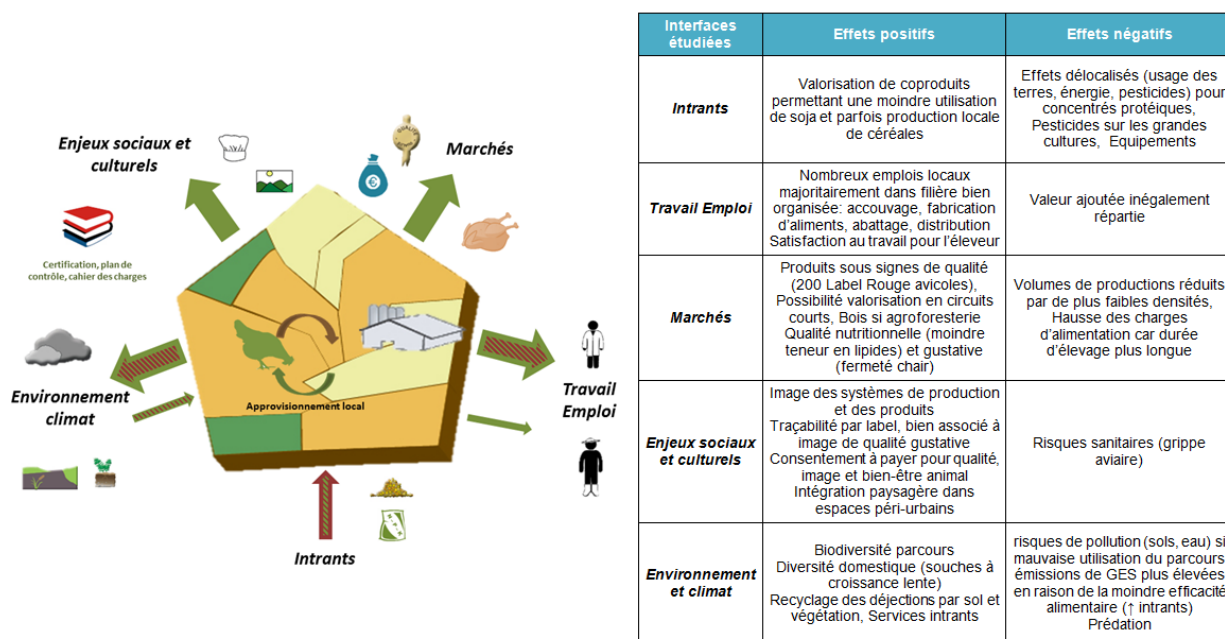 Enjeux sociaux et
culturels
Marchés
Certification, plan de
contrôle, cahier des charges
Environnement
climat
Approvisionnement local
Travail
Emploi
Intrants
Interfaces
étudiées
Effets positifs
Effets négatifs
Intrants
Valorisation de coproduits
permettant une moindre utilisation
de soja et parfois production locale
de céréales
Effets délocalisés (usage des
terres, énergie, pesticides) pour
concentrés protéiques,
Pesticides sur les grandes
cultures, Equipements
Travail Emploi
Nombreux emplois locaux
majoritairement dans filière bien
organisée: accouvage, fabrication
d'aliments, abattage, distribution
Satisfaction au travail pour l'éleveur
Valeur ajoutée inégalement
répartie
Marchés
Produits sous signes de qualité
(200 Label Rouge avicoles),
Possibilité valorisation en circuits
courts, Bois si agroforesterie
Qualité nutritionnelle (moindre
teneur en lipides) et gustative
(fermeté chair)
Volumes de productions réduits
par de plus faibles densités,
Hausse des charges
d'alimentation car durée
d'élevage plus longue
Enjeux sociaux
et culturels
Image des systèmes de production
et des produits
Traçabilité par label, bien associé à
image de qualité gustative
Consentement à payer pour qualité,
image et bien-être animal
Intégration paysagère dans
espaces péri-urbains
Risques sanitaires (grippe
aviaire)
Environnement
et climat
Biodiversité parcours
Diversité domestique (souches à
croissance lente)
Recyclage des déjections par sol et
végétation, Services intrants
risques de pollution (sols, eau) si
mauvaise utilisation du parcours
émissions de GES plus élevées
en raison de la moindre efficacité
alimentaire (↑ intrants)
Prédation